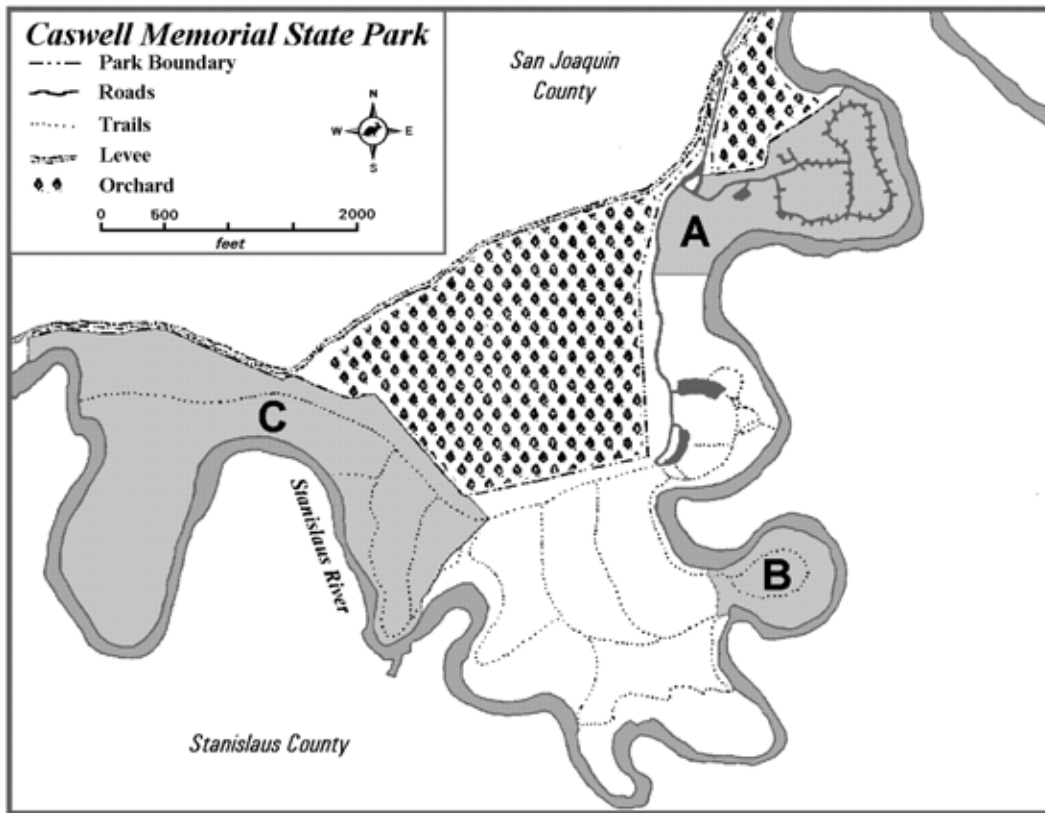 Caswell Memorial State Park
Park Boundary
Roads
Trails
Levee
Orchard
N
W E
S
0 500 2000
feet
San Joaquin
County
A
C
Stanislaus River
B
Stanislaus County